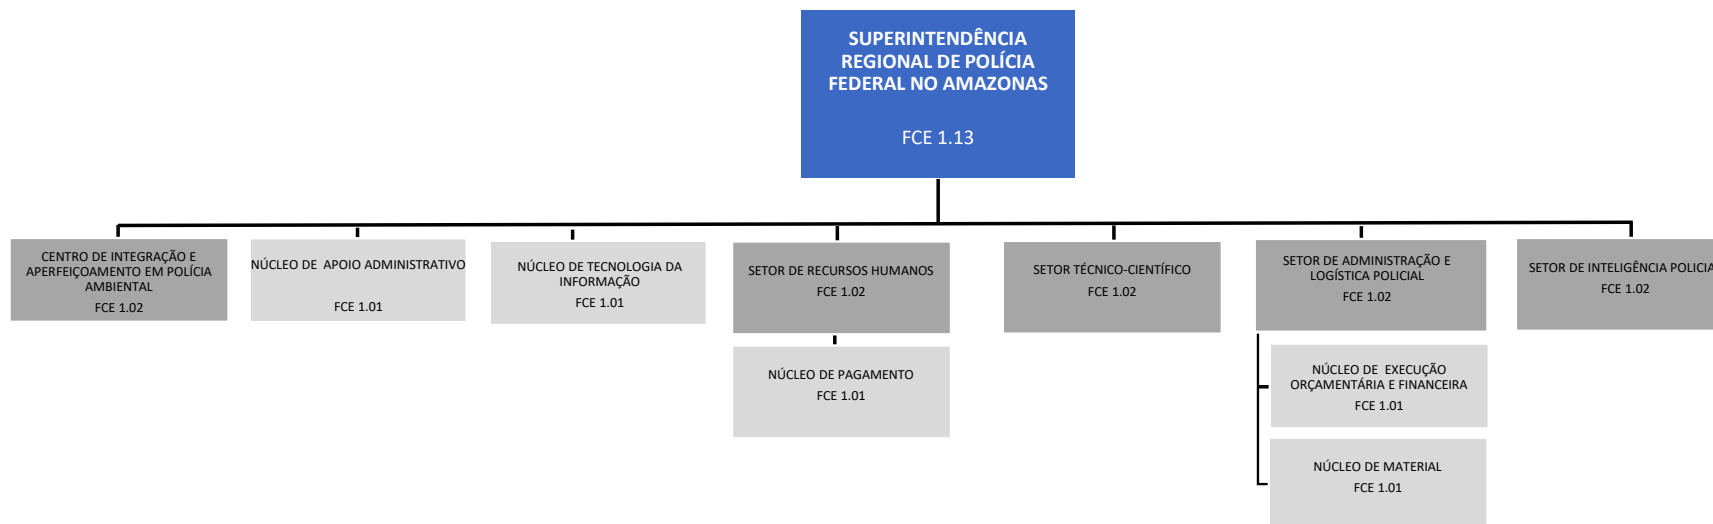 SUPERINTENDÊNCIA
REGIONAL DE POLÍCIA
FEDERAL NO AMAZONAS
FCE 1.13
CENTRO DE INTEGRAÇÃO E
APERFEIÇOAMENTO EM POLÍCIA
AMBIENTAL
FCE 1.02
NÚCLEO DE  APOIO ADMINISTRATIVO
FCE 1.01
NÚCLEO DE TECNOLOGIA DA
INFORMAÇÃO
FCE 1.01
SETOR DE RECURSOS HUMANOS
FCE 1.02
NÚCLEO DE PAGAMENTO
FCE 1.01
SETOR TÉCNICO-CIENTÍFICO
FCE 1.02
SETOR DE ADMINISTRAÇÃO E
LOGÍSTICA POLICIAL
FCE 1.02
NÚCLEO DE  EXECUÇÃO
ORÇAMENTÁRIA E FINANCEIRA
FCE 1.01
NÚCLEO DE MATERIAL
FCE 1.01
SETOR DE INTELIGÊNCIA POLICIA
FCE 1.02